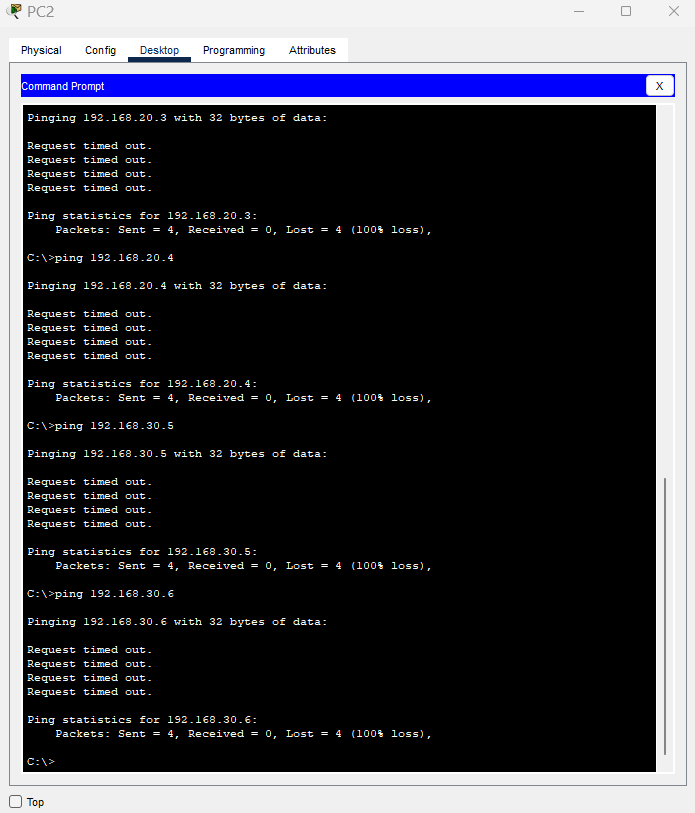 PC2
Physical Config Desktop Programming Attributes
Command Prompt
X
Pinging 192.168.20.3 with 32 bytes of data:
Request timed out.
Request timed out.
Request timed out.
Request timed out.
Ping statistics for 192.168.20.3:
Packets: Sent = 4, Received = 0, Lost = 4 (100% loss),
C:\>ping 192.168.20.4
Pinging 192.168.20.4 with 32 bytes of data:
Request timed out.
Request timed out.
Request timed out.
Request timed out.
Ping statistics for 192.168.20.4:
Packets: Sent = 4, Received = 0, Lost = 4 (100% loss),
C:\>ping 192.168.30.5
Pinging 192.168.30.5 with 32 bytes of data:
Request timed out.
Request timed out.
Request timed out.
Request timed out.
Ping statistics for 192.168.30.5:
Packets: Sent = 4, Received = 0, Lost = 4 (100% loss),
C:\>ping 192.168.30.6
Pinging 192.168.30.6 with 32 bytes of data:
Request timed out.
Request timed out.
Request timed out.
Request timed out.
Ping statistics for 192.168.30.6:
Packets: Sent = 4, Received = 0, Lost = 4 (100% loss),
C:\>
Top